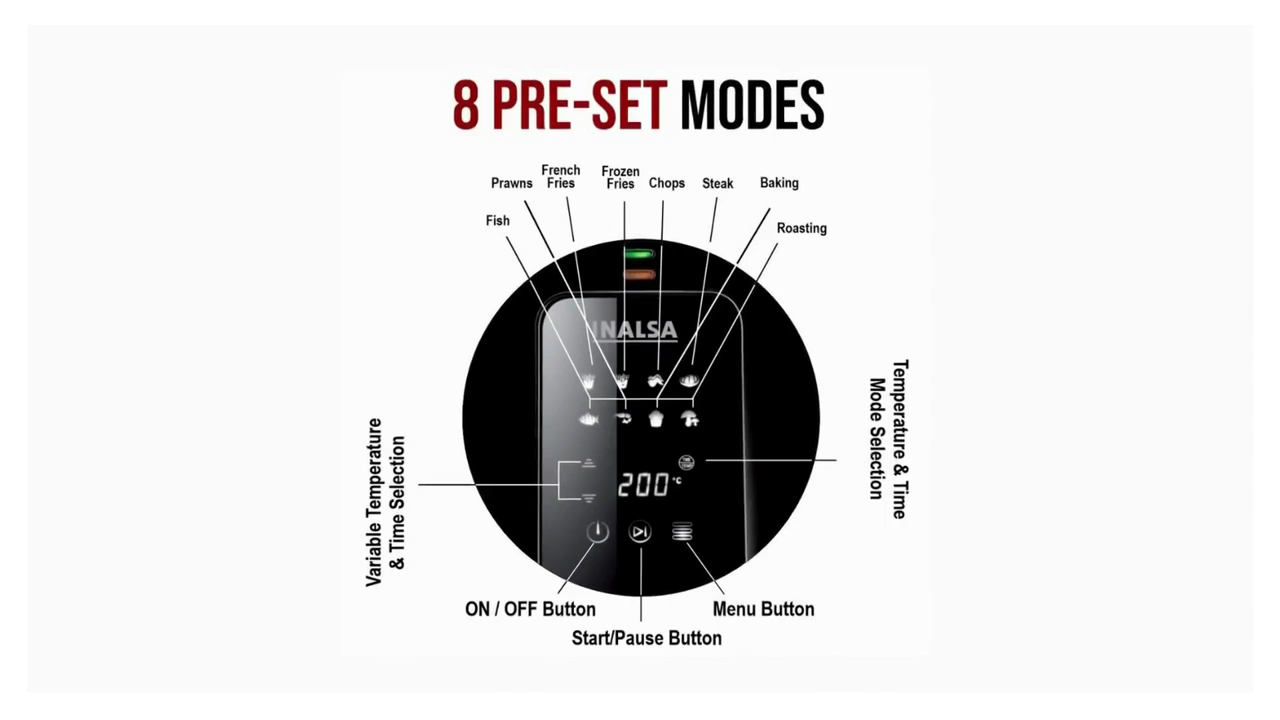 8 PRE-SET MODES
French
Fries
Frozen
Fries
Prawns
Chops
Steak
Baking
Fish
Roasting
INALSA
Temperature & Time
Mode Selection
Variable Temperature
& Time Selection
200°C
ON / OFF Button
Menu Button
Start/Pause Button